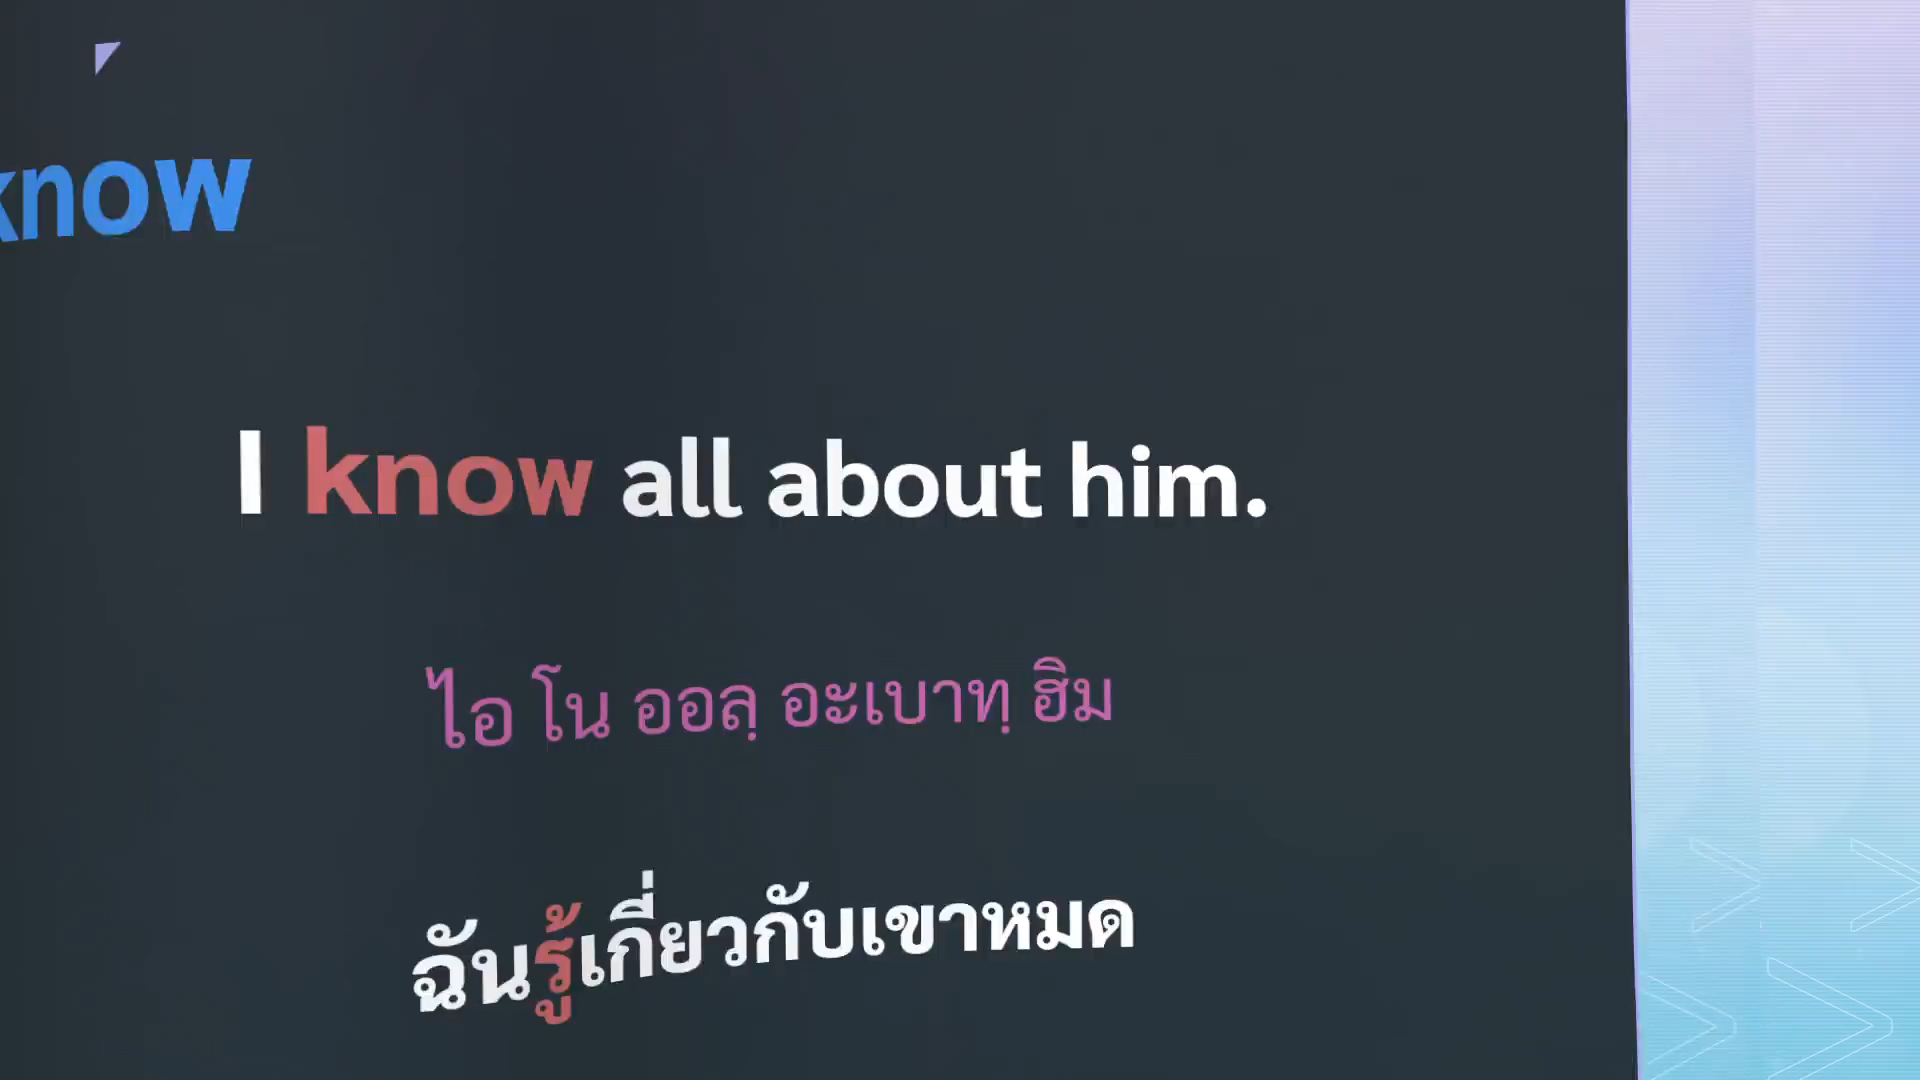 know
I know all about him.
ไอ โน ออลฺ อะเบาทฺ ฮิม
ฉันรู้เกี่ยวกับเขาหมด